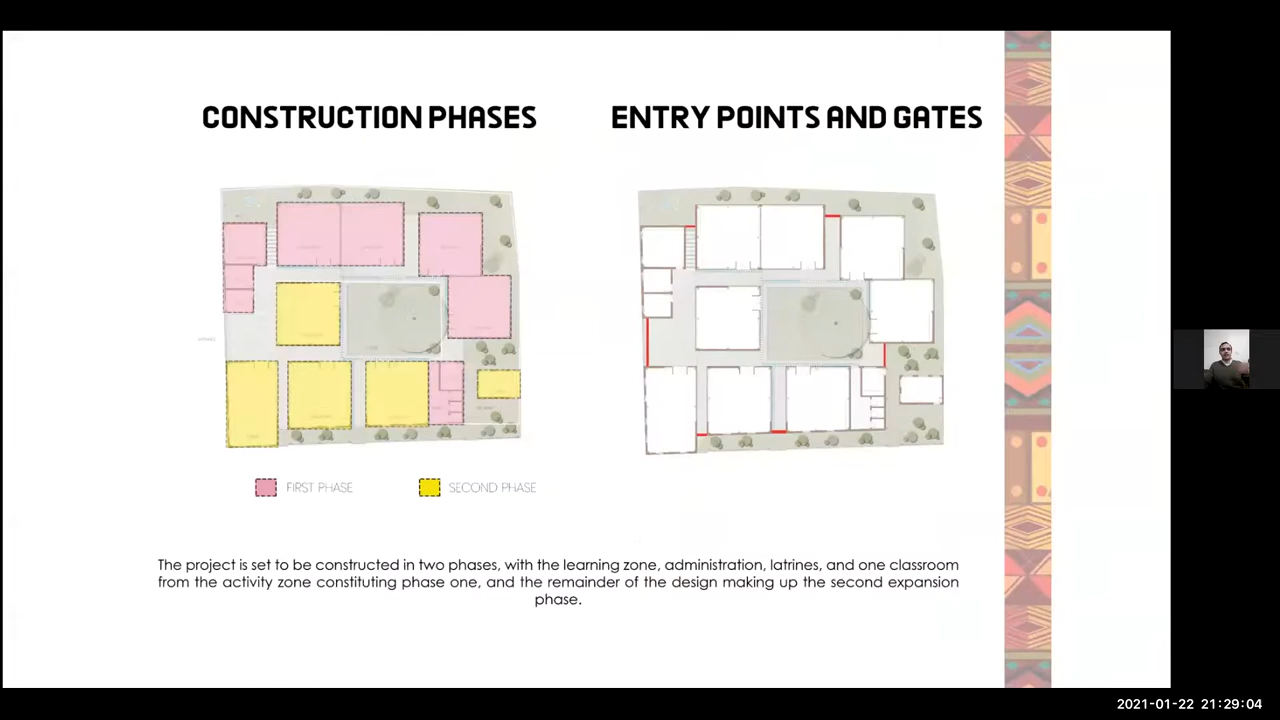 CONSTRUCTION PHASES
ENTRY POINTS AND GATES
FIRST PHASE
SECOND PHASE
The project is set to be constructed in two phases, with the learning zone, administration, latrines, and one classroom
from the activity zone constituting phase one, and the remainder of the design making up the second expansion
phase.
2021-01-22 21:29:04